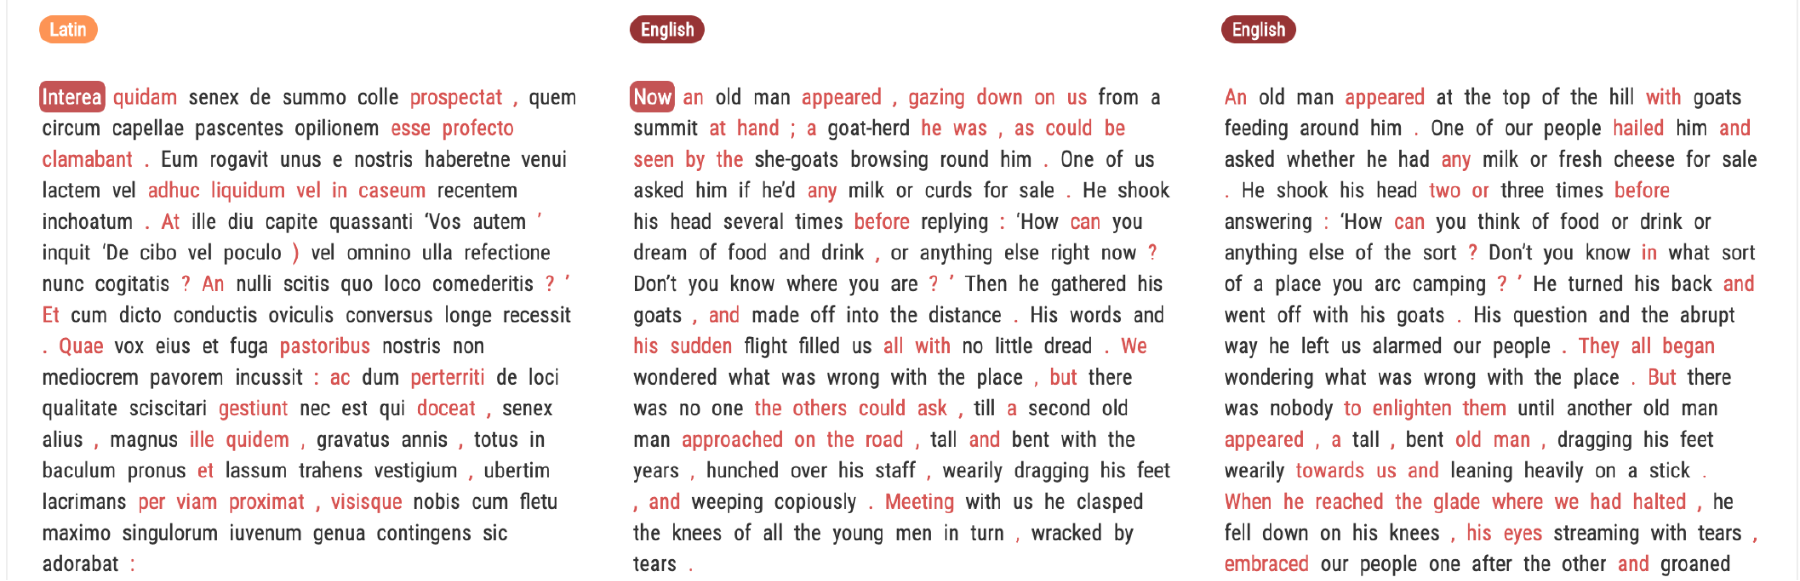 Latin
Interea quidam senex de summo colle prospectat , quem
circum capellae pascentes opilionem esse profecto
clamabant . Eum rogavit unus e nostris haberetne venui
lactem vel adhuc liquidum vel in caseum recentem
inchoatum . At ille diu capite quassanti ‘Vos autem ’
inquit ‘De cibo vel poculo ) vel omnino ulla refectione
nunc cogitatis ? An nulli scitis quo loco comederitis ? ’
Et cum dicto conductis oviculis conversus longe recessit
. Quae vox eius et fuga pastoribus nostris non
mediocrem pavorem incussit : ac dum perterriti de loci
qualitate sciscitari gestiunt nec est qui doceat , senex
alius , magnus ille quidem , gravatus annis , totus in
baculum pronus et lassum trahens vestigium , ubertim
lacrimans per viam proximat , visisque nobis cum fletu
maximo singulorum iuvenum genua contingens sic
adorabat :
English
Now an old man appeared , gazing down on us from a
summit at hand ; a goat-herd he was , as could be
seen by the she-goats browsing round him . One of us
asked him if he’d any milk or curds for sale . He shook
his head several times before replying : ‘How can you
dream of food and drink , or anything else right now ?
Don’t you know where you are ? ’ Then he gathered his
goats , and made off into the distance . His words and
his sudden flight filled us all with no little dread . We
wondered what was wrong with the place , but there
was no one the others could ask , till a second old
man approached on the road , tall and bent with the
years , hunched over his staff , wearily dragging his feet
, and weeping copiously . Meeting with us he clasped
the knees of all the young men in turn , wracked by
tears .
English
An old man appeared at the top of the hill with goats
feeding around him . One of our people hailed him and
asked whether he had any milk or fresh cheese for sale
. He shook his head two or three times before
answering : ‘How can you think of food or drink or
anything else of the sort ? Don’t you know in what sort
of a place you arc camping ? ’ He turned his back and
went off with his goats . His question and the abrupt
way he left us alarmed our people . They all began
wondering what was wrong with the place . But there
was nobody to enlighten them until another old man
appeared , a tall , bent old man , dragging his feet
wearily towards us and leaning heavily on a stick .
When he reached the glade where we had halted , he
fell down on his knees , his eyes streaming with tears ,
embraced our people one after the other and groaned